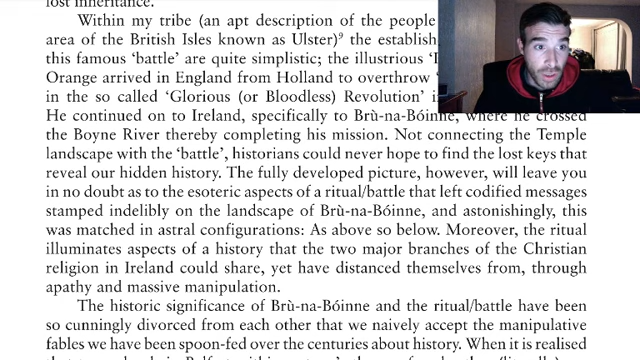 lost inheritance.
Within my tribe (an apt description of the people
area of the British Isles known as Ulster)⁹ the establish
this famous 'battle' are quite simplistic; the illustrious
Orange arrived in England from Holland to overthrow
in the so called 'Glorious (or Bloodless) Revolution'
He continued on to Ireland, specifically to Brù-na-Bóinne, where he crossed
the Boyne River thereby completing his mission. Not connecting the Temple
landscape with the 'battle', historians could never hope to find the lost keys that
reveal our hidden history. The fully developed picture, however, will leave you
in no doubt as to the esoteric aspects of a ritual/battle that left codified messages
stamped indelibly on the landscape of Brù-na-Bóinne, and astonishingly, this
was matched in astral configurations: As above so below. Moreover, the ritual
illuminates aspects of a history that the two major branches of the Christian
religion in Ireland could share, yet have distanced themselves from, through
apathy and massive manipulation.
The historic significance of Brù-na-Bóinne and the ritual/battle have been
so cunningly divorced from each other that we naively accept the manipulative
fables we have been spoon-fed over the centuries about history. When it is realised